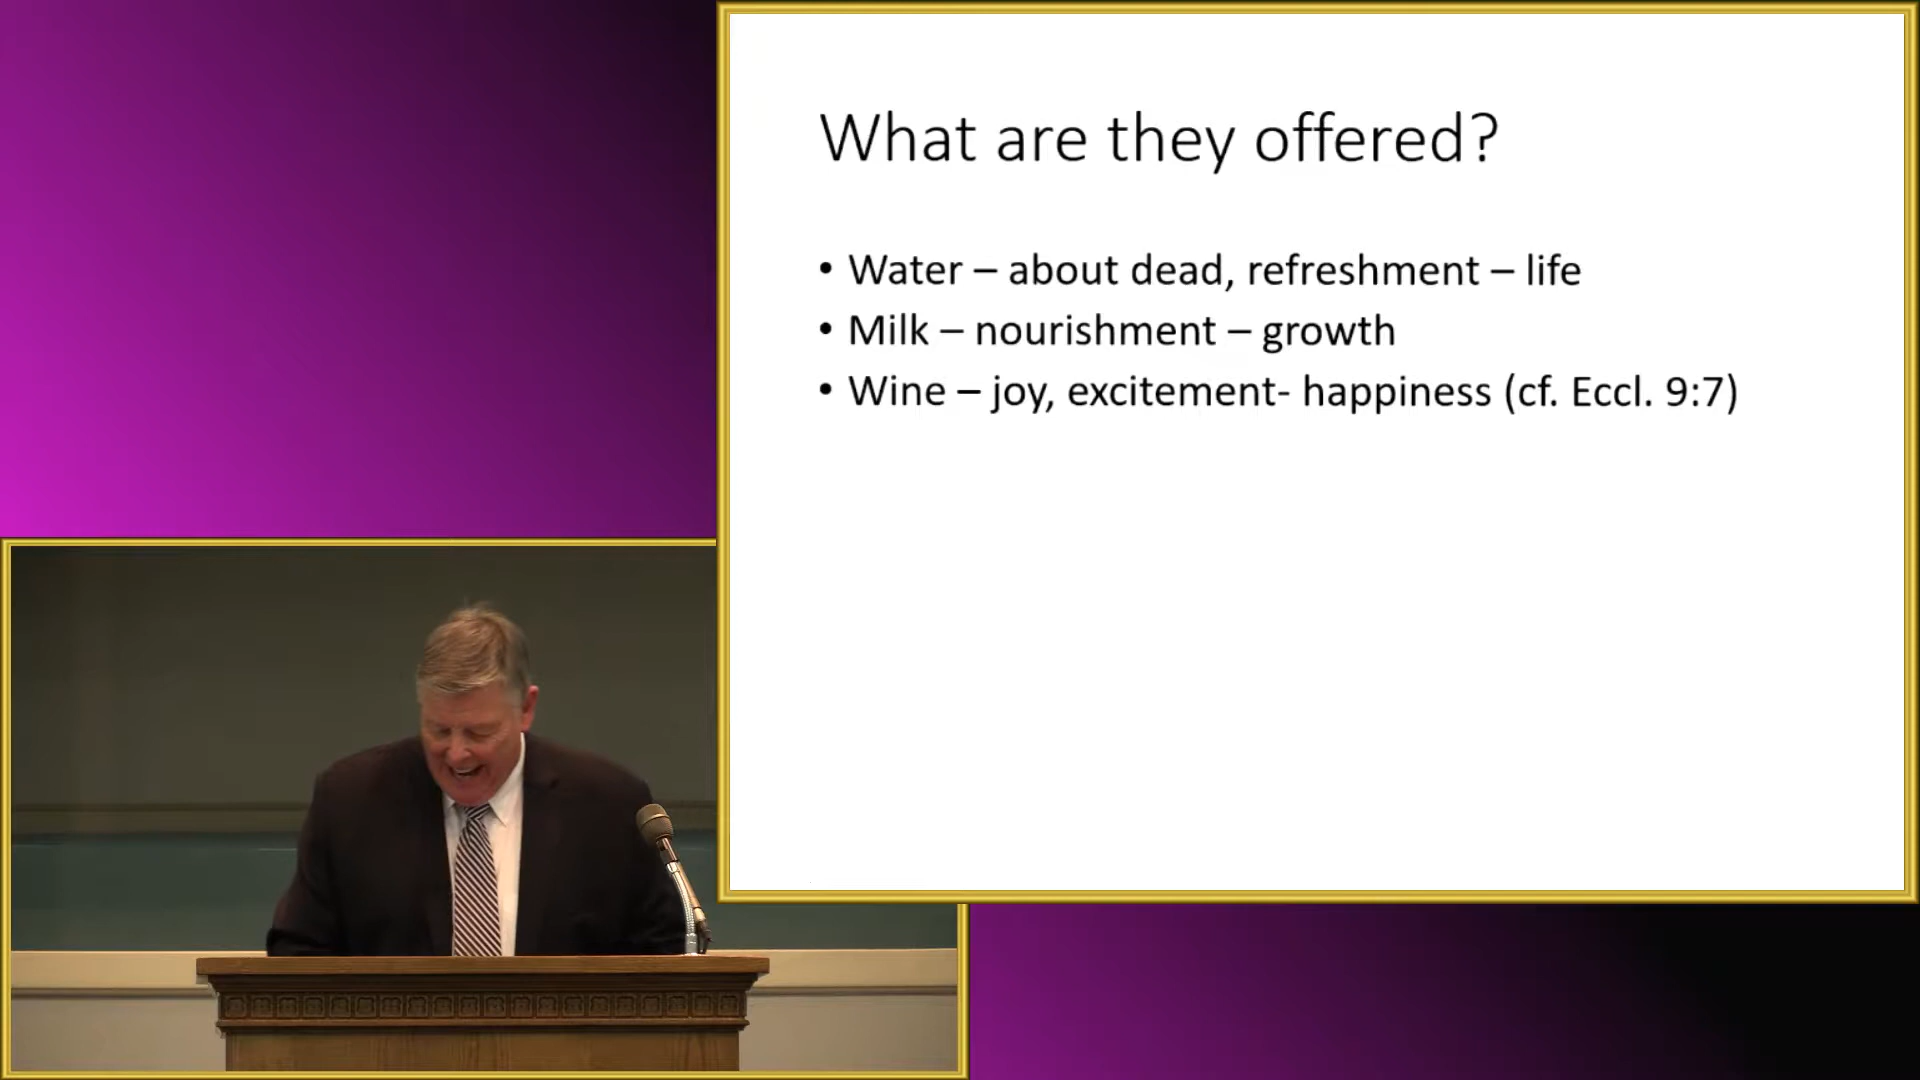 What are they offered?
• Water – about dead, refreshment – life
• Milk – nourishment – growth
• Wine – joy, excitement- happiness (cf. Eccl. 9:7)